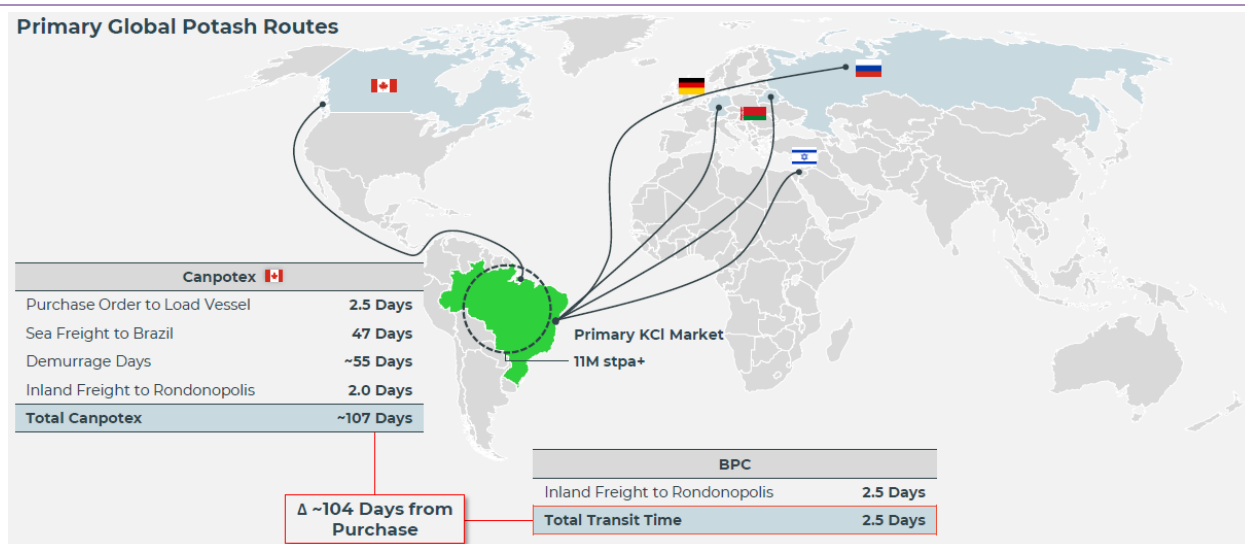 Primary Global Potash Routes
Canpotex
Purchase Order to Load Vessel 2.5 Days
Sea Freight to Brazil 47 Days
Demurrage Days ~55 Days
Inland Freight to Rondonopolis 2.0 Days
Total Canpotex ~107 Days
Primary KCl Market
11M stpa+
Δ ~104 Days from
Purchase
BPC
Inland Freight to Rondonopolis 2.5 Days
Total Transit Time 2.5 Days